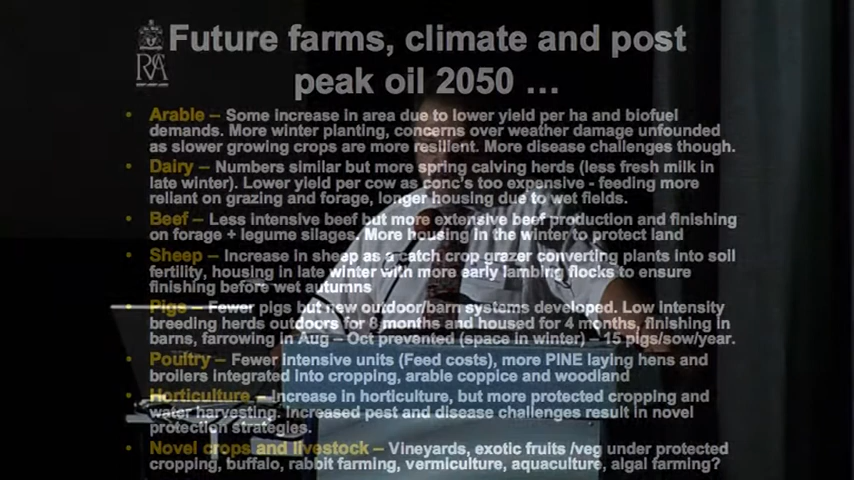 Future farms, climate and post
peak oil 2050 ...
RA
• Arable – Some increase in area due to lower yield per ha and biofuel
demands. More winter planting, concerns over weather damage unfounded
as slower growing crops are more resilient. More disease challenges though.
• Dairy – Numbers similar but more spring calving herds (less fresh milk in
late winter). Lower yield per cow as conc's too expensive - feeding more
reliant on grazing and forage, longer housing due to wet fields.
• Beef – Less intensive beef but more extensive beef production and finishing
on forage + legume silages. More housing in the winter to protect land
• Sheep – Increase in sheep as a catch crop grazer converting plants into soil
fertility, housing in late winter with more early lambing flocks to ensure
finishing before wet autumns
• Pigs – Fewer pigs but new outdoor/barn systems developed. Low intensity
breeding herds outdoors for 8 months and housed for 4 months, finishing in
barns, farrowing in Aug - Oct prevented (space in winter) – 15 pigs/sow/year.
• Poultry – Fewer intensive units (Feed costs), more PINE laying hens and
broilers integrated into cropping, arable coppice and woodland
• Horticulture – Increase in horticulture, but more protected cropping and
water harvesting. Increased pest and disease challenges result in novel
protection strategies.
• Novel crops and livestock – Vineyards, exotic fruits /veg under protected
cropping, buffalo, rabbit farming, vermiculture, aquaculture, algal farming?